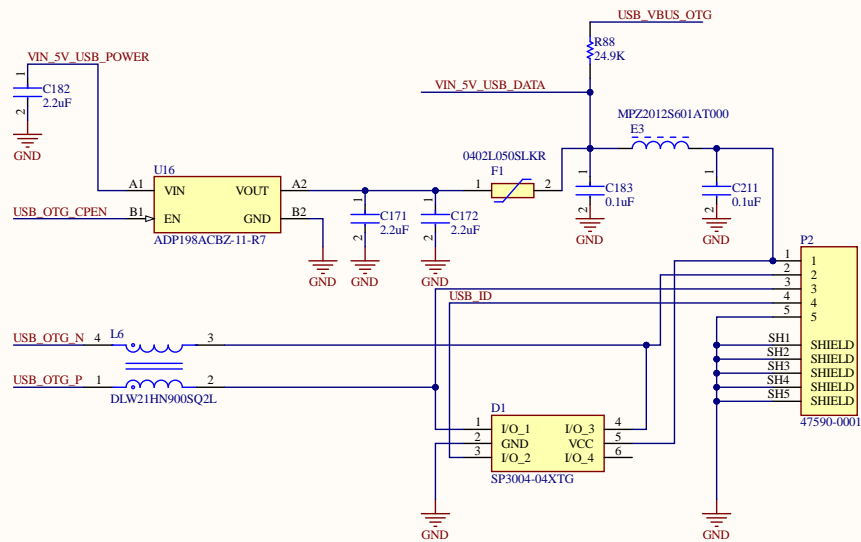 USB_VBUS_OTG
R88
24.9K
VIN_5V_USB_POWER
1
C182
2.2uF
2
GND
VIN_5V_USB_DATA
MPZ2012S601AT000
E3
0402L050SLKR
F1
1
2
1
C183
0.1uF
2
GND
1
C211
0.1uF
2
GND
U16
A1
VIN
VOUT
A2
USB_OTG_CPEN
B1
EN
GND
B2
ADP198ACBZ-11-R7
GND
1
C171
2.2uF
2
GND
1
C172
2.2uF
2
GND
P2
1
1
2
2
3
3
USB_ID
4
4
5
5
SH1
SHIELD
SH2
SHIELD
SH3
SHIELD
SH4
SHIELD
SH5
SHIELD
47590-0001
USB_OTG_N
4
L6
3
USB_OTG_P
1
2
DLW21HN900SQ2L
D1
1
I/O_1
I/O_3
4
2
GND
VCC
5
3
I/O_2
I/O_4
6
SP3004-04XTG
GND
GND